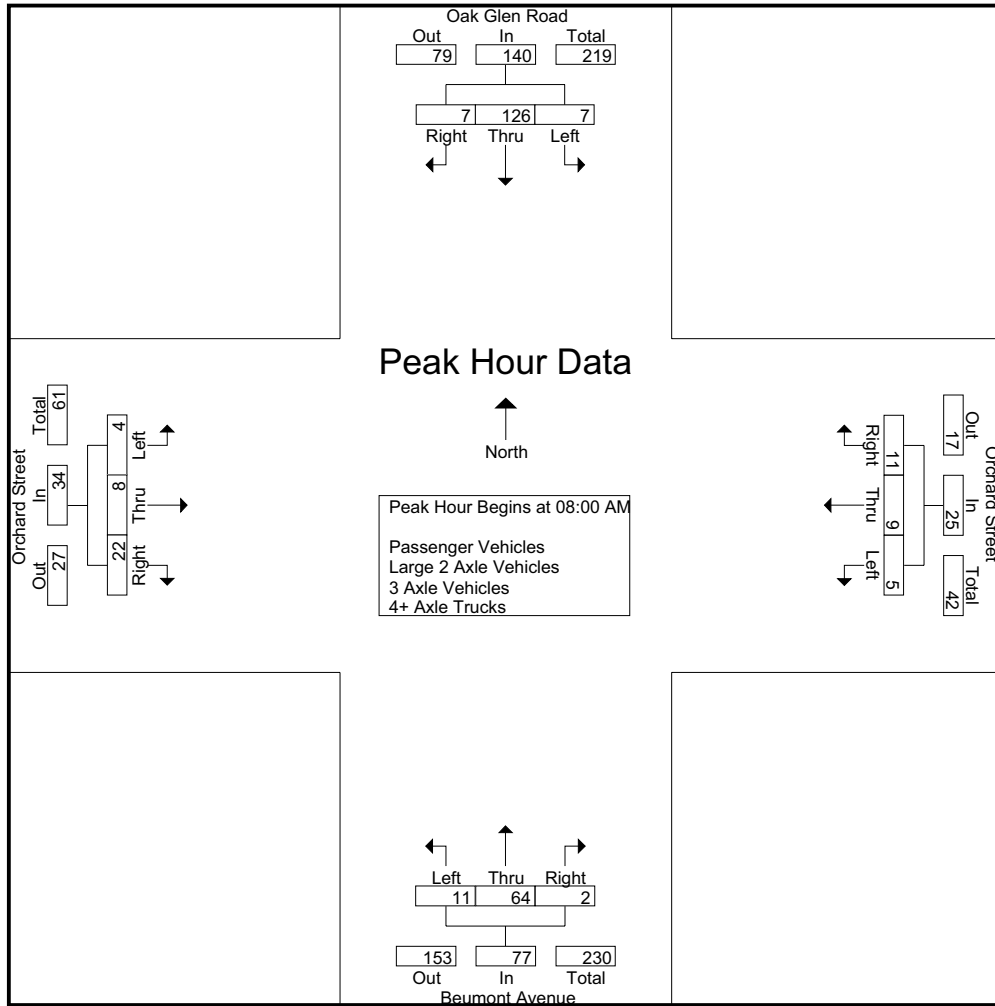 Oak Glen Road
Out In Total
79 140 219
7 126 7
Right Thru Left
Peak Hour Data
North
Peak Hour Begins at 08:00 AM
Passenger Vehicles
Large 2 Axle Vehicles
3 Axle Vehicles
4+ Axle Trucks
Orchard Street
Out In Total
27 34 61
22 8 4
Right Thru Left
Orchard Street
Out In Total
17 25 42
11 9 5
Right Thru Left
Left Thru Right
11 64 2
153 77 230
Out In Total
Beumont Avenue